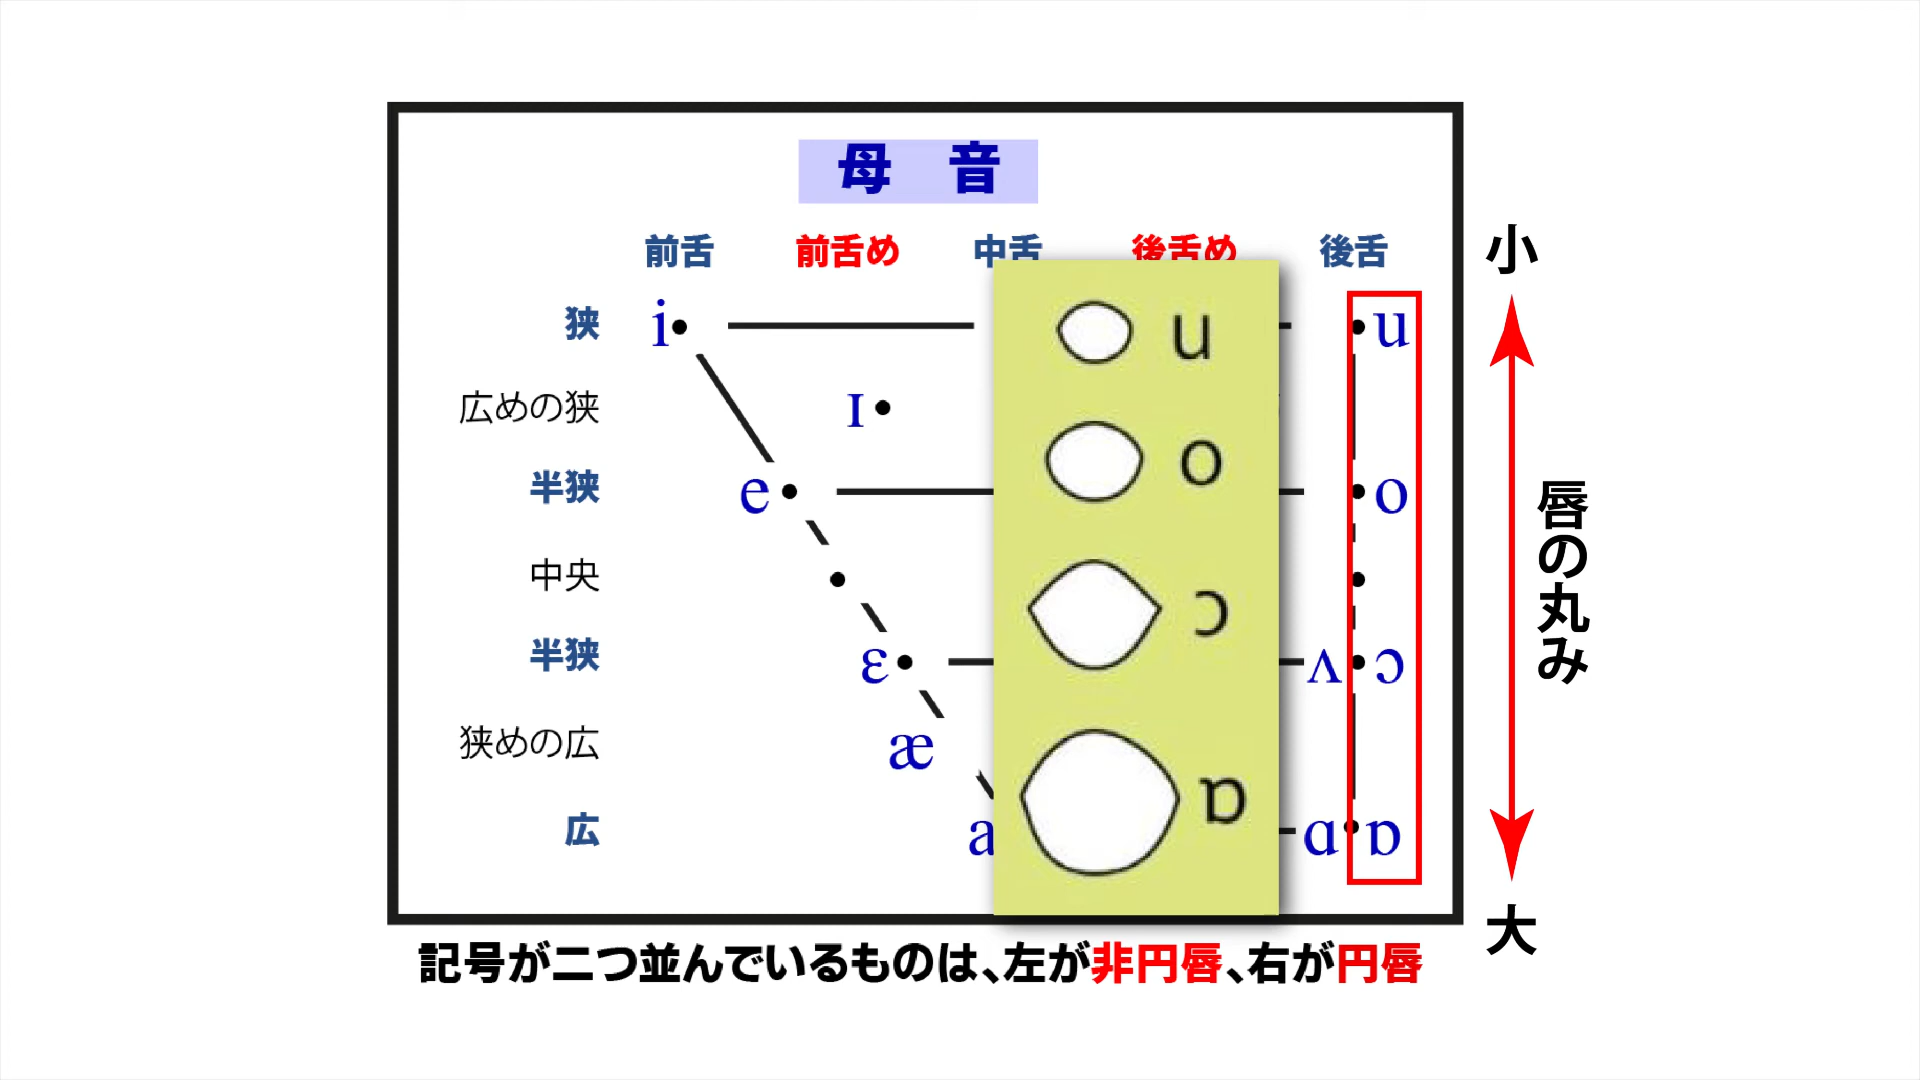 母 音
前舌 前舌め 中舌 後舌め 後舌
小
狭 i u u
広めの狭 ɪ
半狭 e o o
唇の丸み
中央
半狭 ɛ ɔ ʌ ɔ
狭めの広 æ
広 a ɒ ɑ ɒ
大
記号が二つ並んでいるものは、左が非円唇、右が円唇